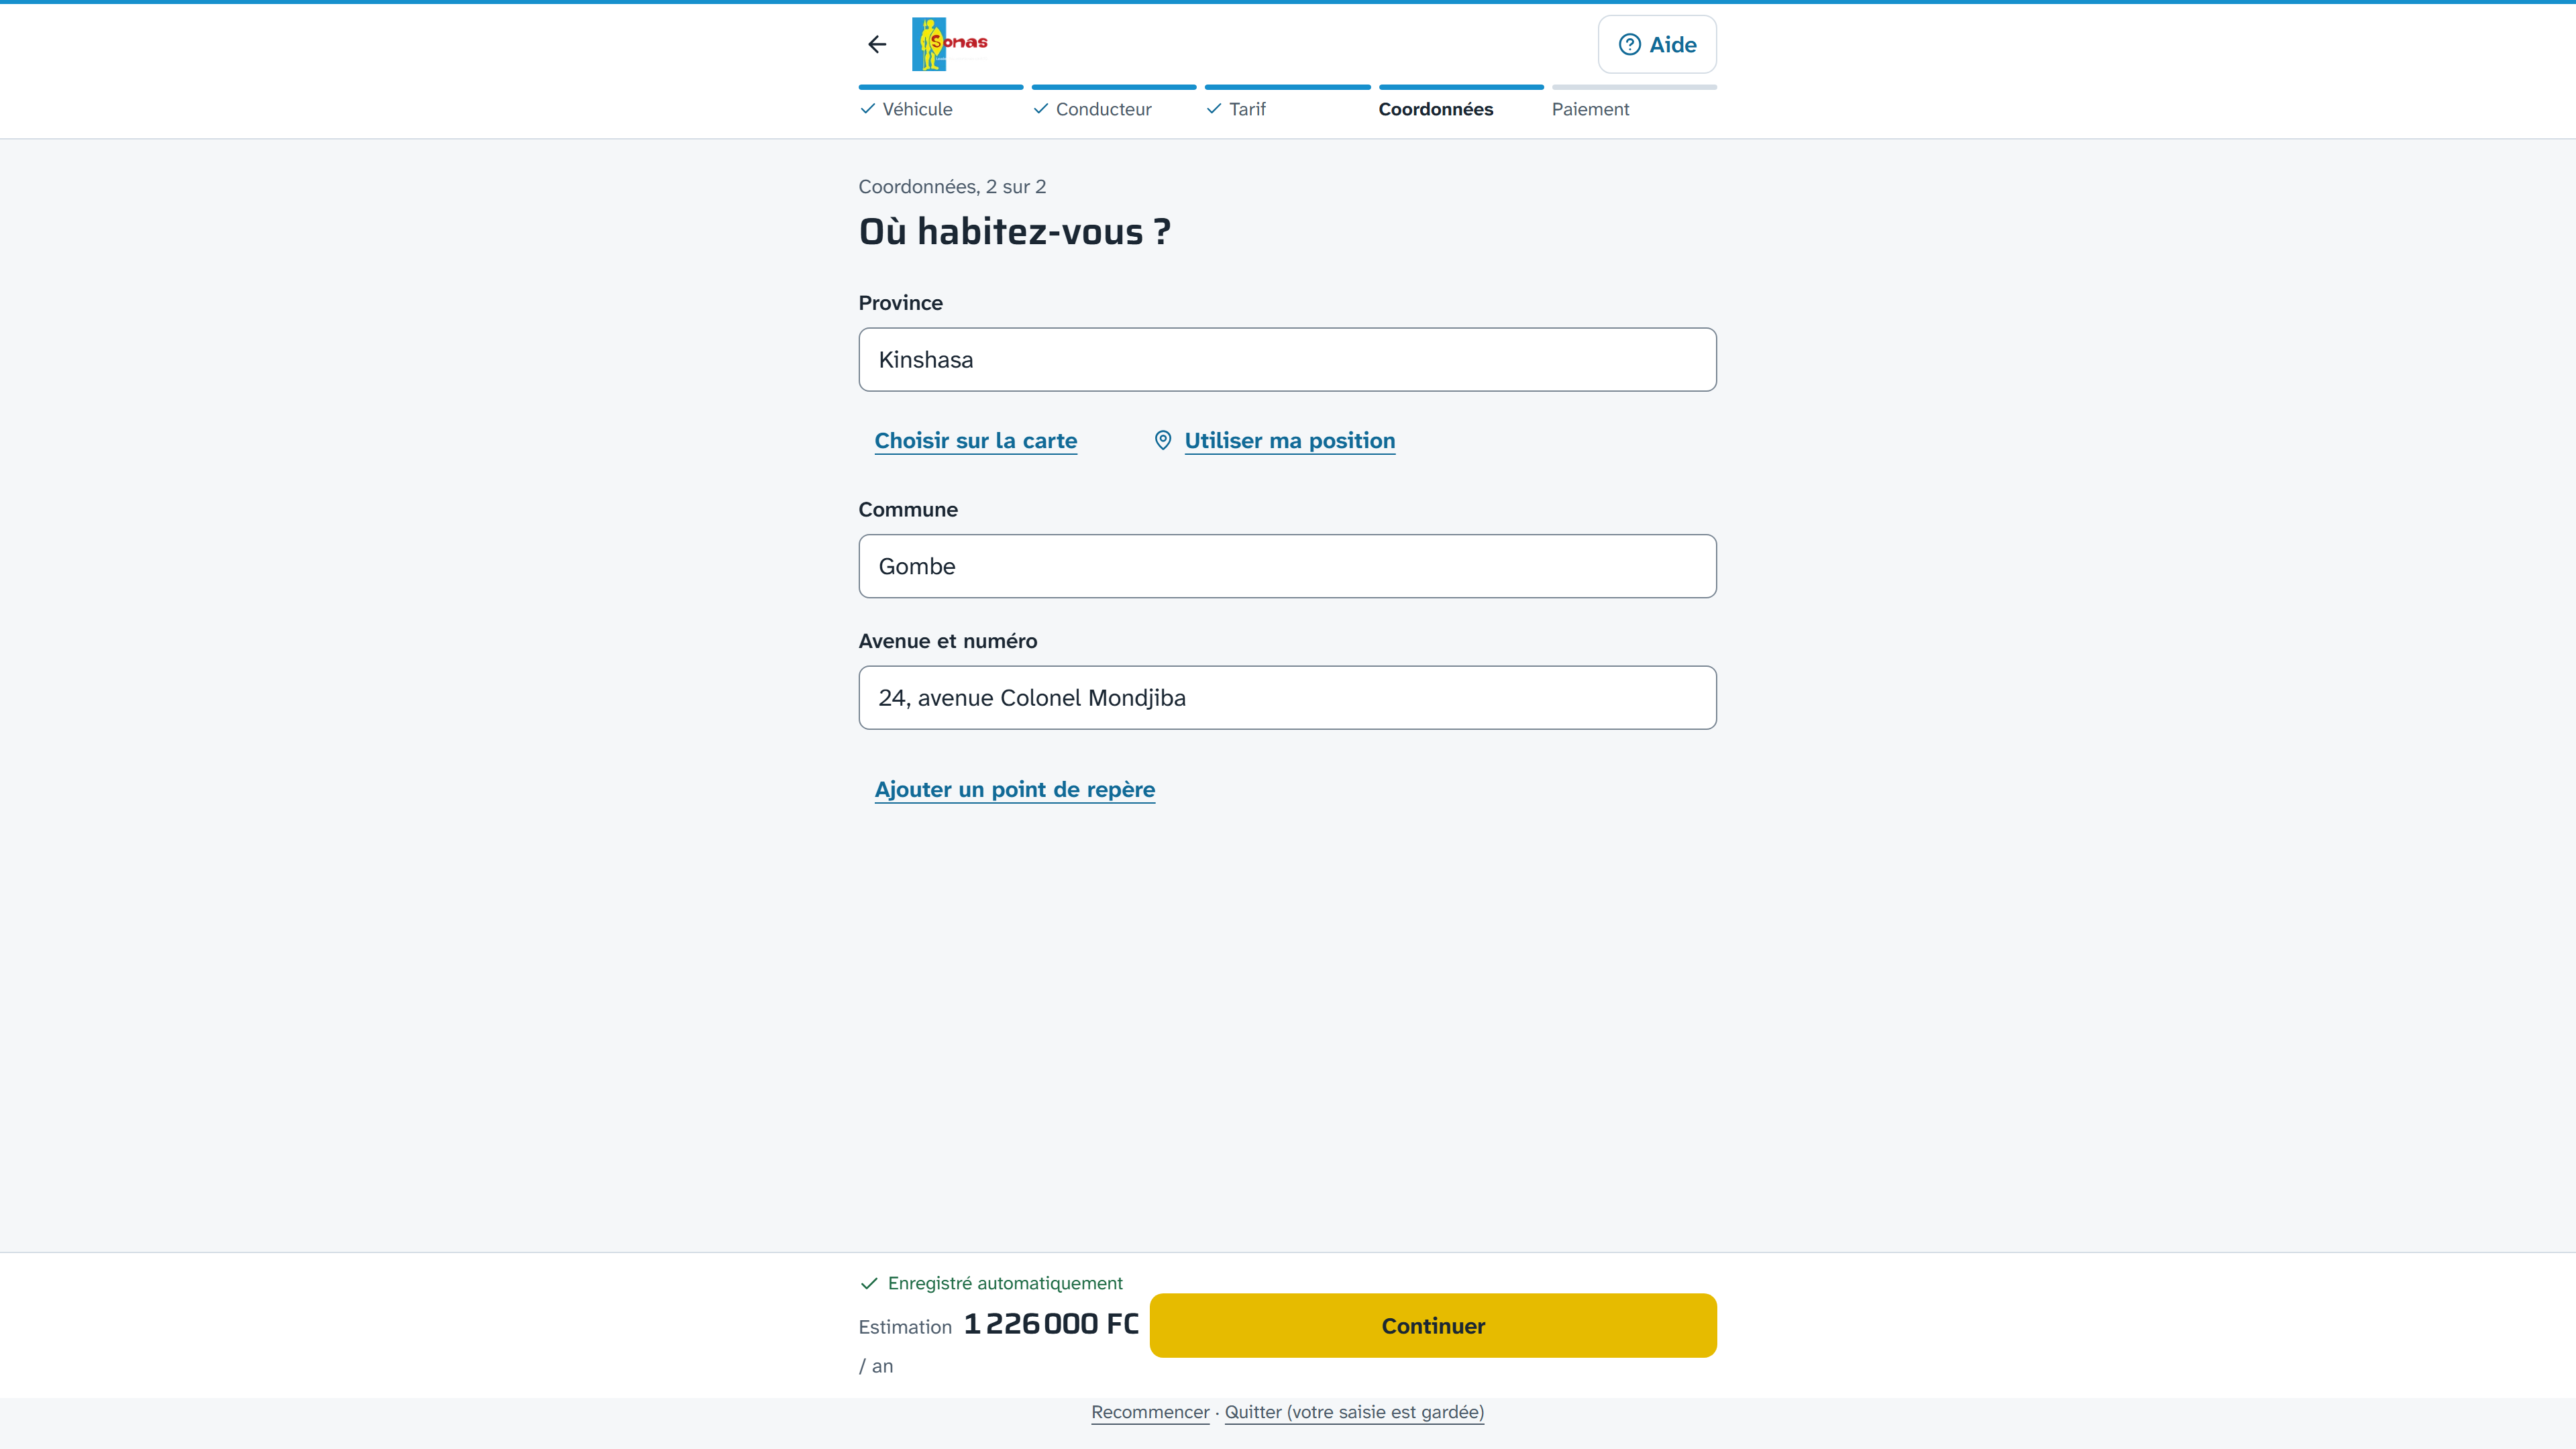 Sonas
Aide
Véhicule
Conducteur
Tarif
Coordonnées
Paiement
Coordonnées, 2 sur 2
Où habitez-vous ?
Province
Kinshasa
Choisir sur la carte
Utiliser ma position
Commune
Gombe
Avenue et numéro
24, avenue Colonel Mondjiba
Ajouter un point de repère
Enregistré automatiquement
Estimation 1 226 000 FC
/ an
Continuer
Recommencer · Quitter (votre saisie est gardée)